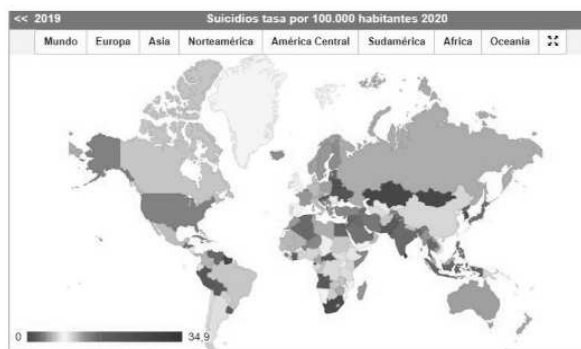 << 2019 Suicidios tasa por 100.000 habitantes 2020
Mundo Europa Asia Norteamérica América Central Sudamérica Africa Oceania
0 34,9